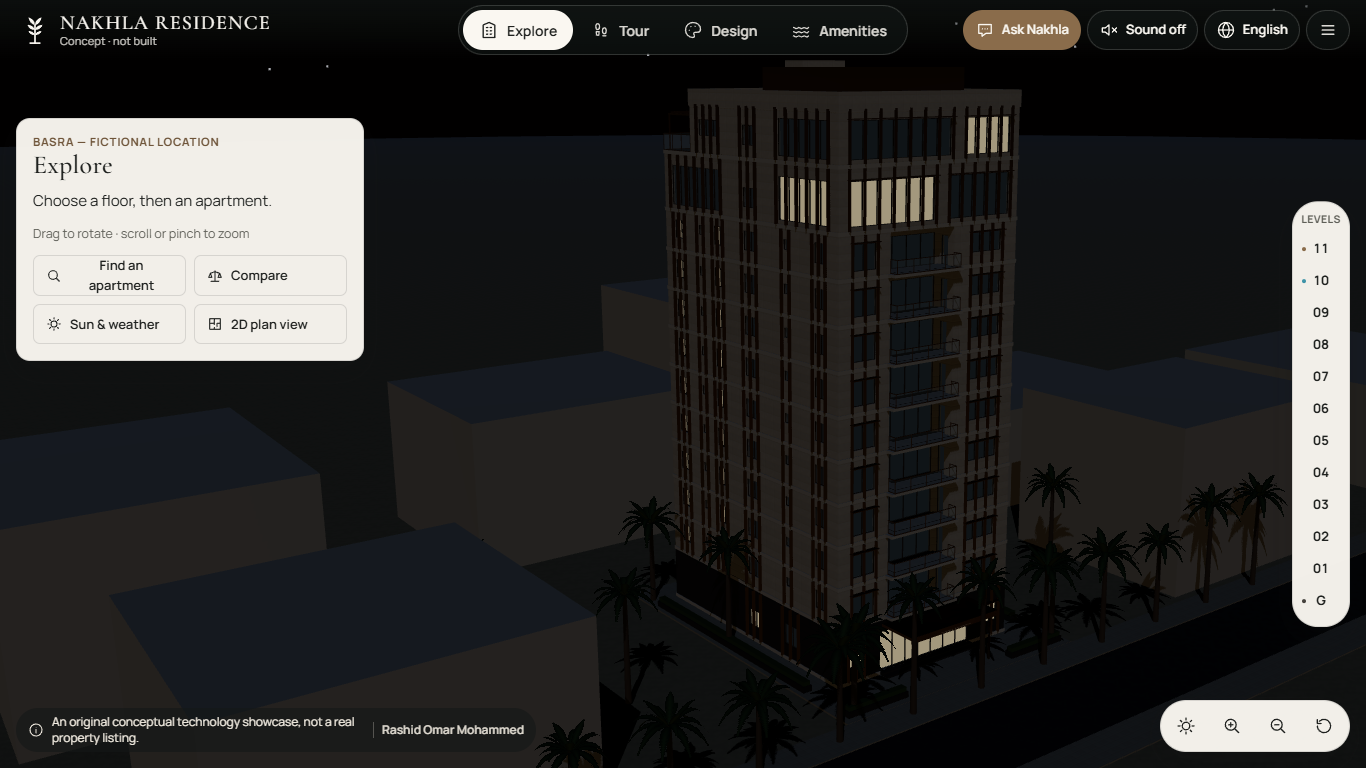 NAKHLA RESIDENCE
Concept · not built
Explore
Tour
Design
Amenities
Ask Nakhla
Sound off
English
BASRA — FICTIONAL LOCATION
Explore
Choose a floor, then an apartment.
Drag to rotate · scroll or pinch to zoom
Find an
apartment
Compare
Sun & weather
2D plan view
LEVELS
11
10
09
08
07
06
05
04
03
02
01
G
An original conceptual technology showcase, not a real
property listing.
Rashid Omar Mohammed